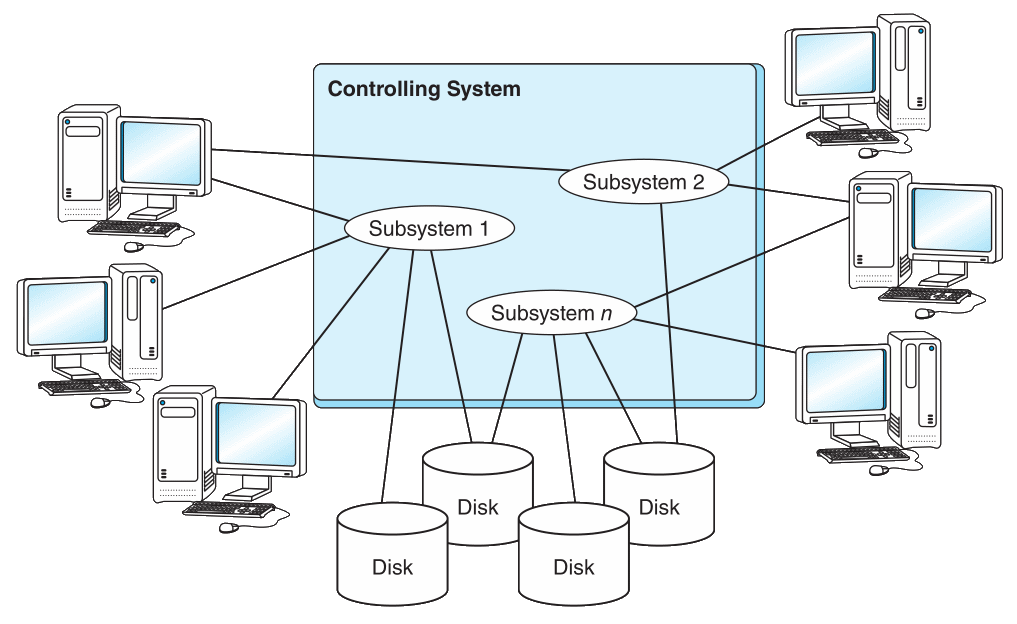 Controlling System
Subsystem 2
Subsystem 1
Subsystem n
Disk
Disk
Disk
Disk